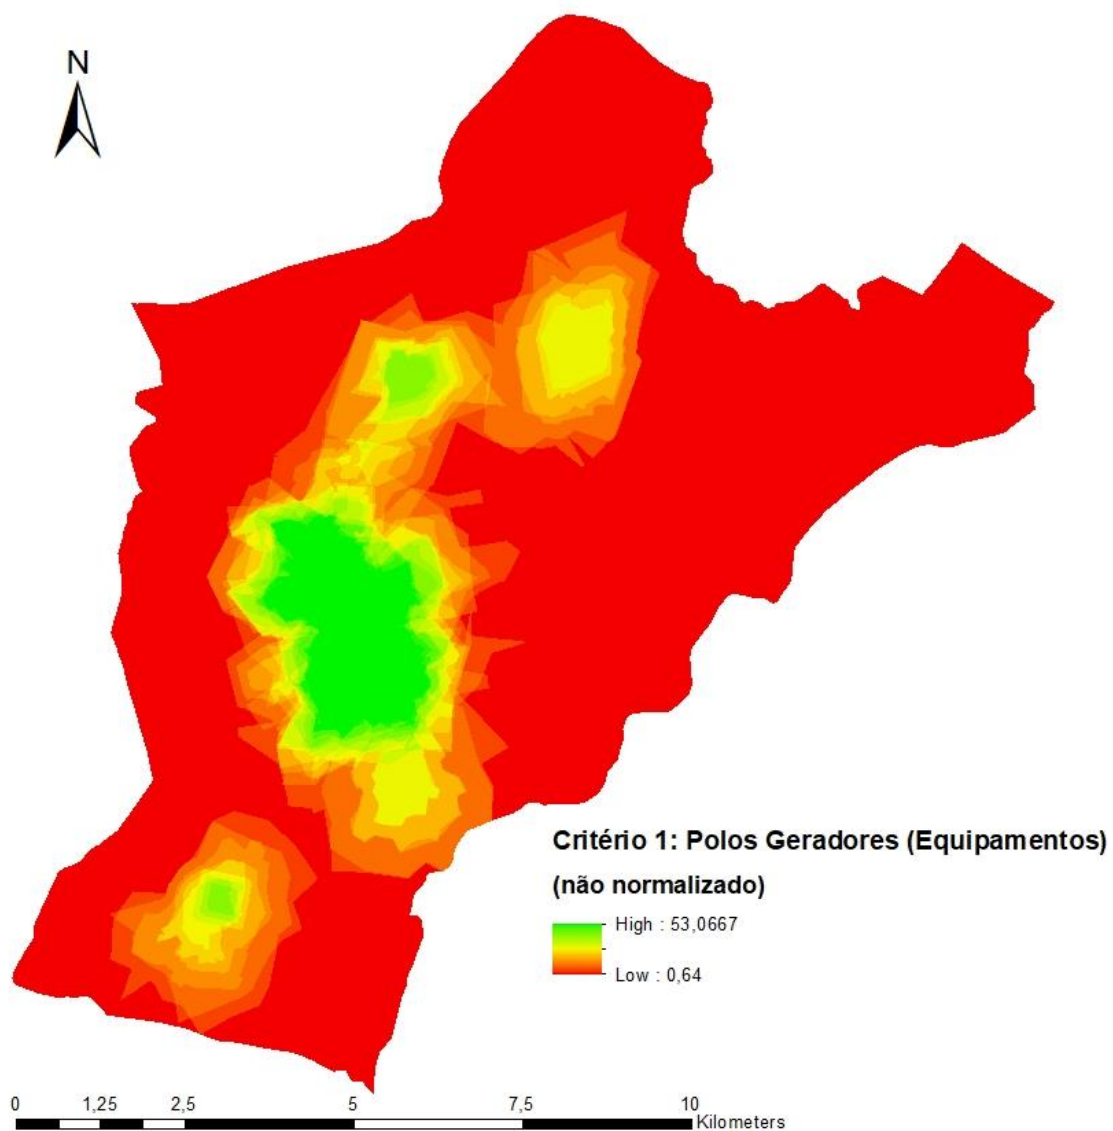 N
Critério 1: Polos Geradores (Equipamentos)
(não normalizado)
High : 53,0667
Low : 0,64
0 1,25 2,5 5 7,5 10
Kilometers